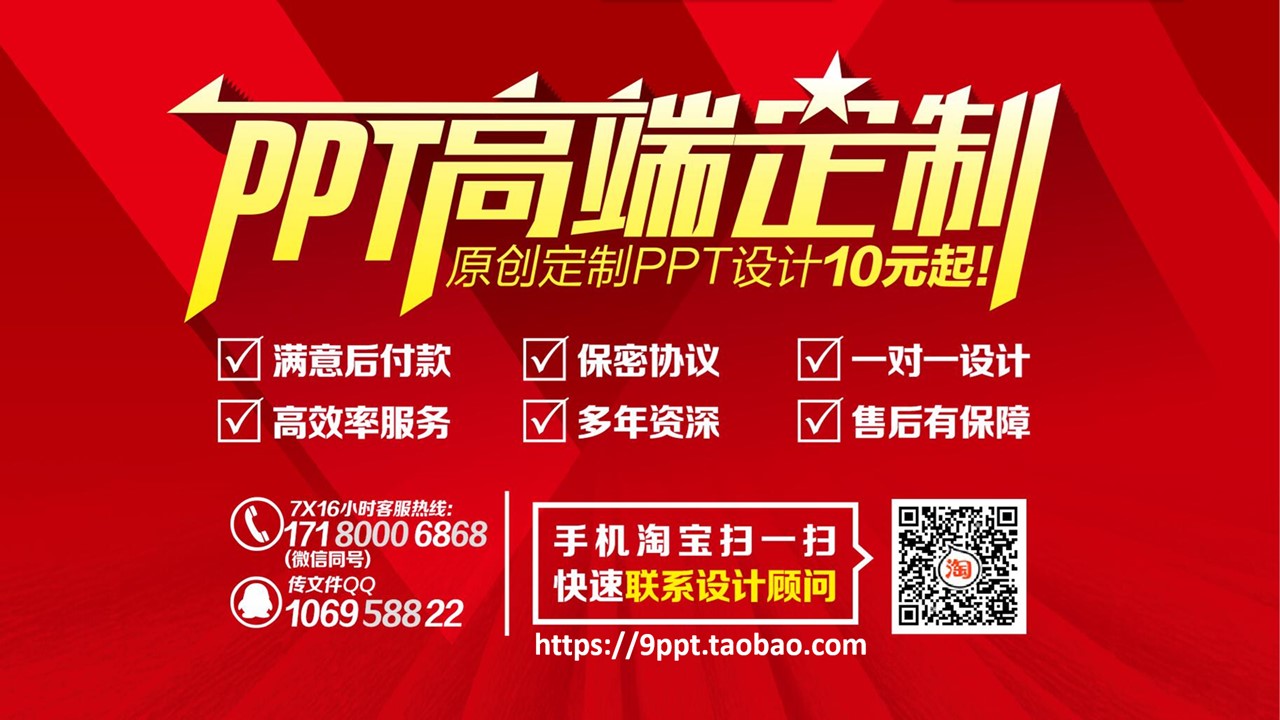 PPT高端定制
原创定制PPT设计10元起!
满意后付款
保密协议
一对一设计
高效率服务
多年资深
售后有保障
7X16小时客服热线:
171 8000 6868
(微信同号)
传文件QQ
1069 588 22
手机淘宝扫一扫
快速联系设计顾问
淘
https://9ppt.taobao.com